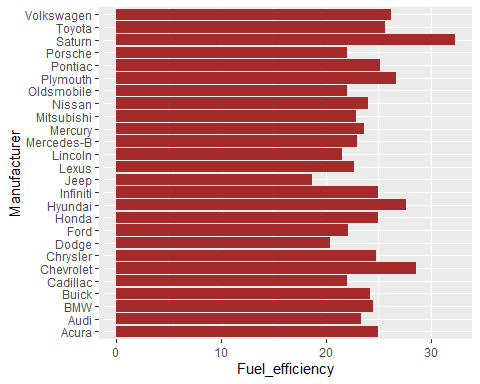 Manufacturer
Volkswagen
Toyota
Saturn
Porsche
Pontiac
Plymouth
Oldsmobile
Nissan
Mitsubishi
Mercury
Mercedes-B
Lincoln
Lexus
Jeep
Infiniti
Hyundai
Honda
Ford
Dodge
Chrysler
Chevrolet
Cadillac
Buick
BMW
Audi
Acura
0 10 20 30
Fuel_efficiency